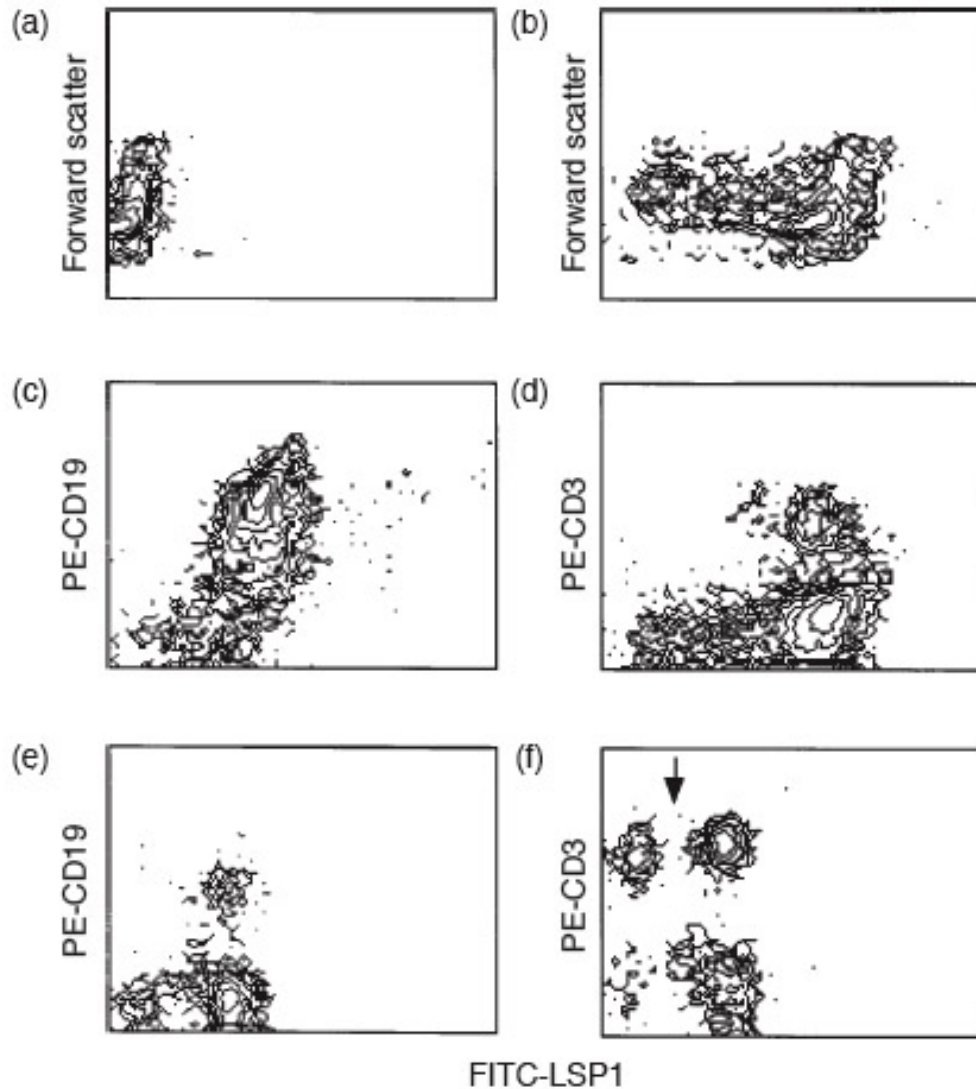 (a)
Forward scatter
(b)
Forward scatter
(c)
PE-CD19
(d)
PE-CD3
(e)
PE-CD19
(f)
PE-CD3
FITC-LSP1